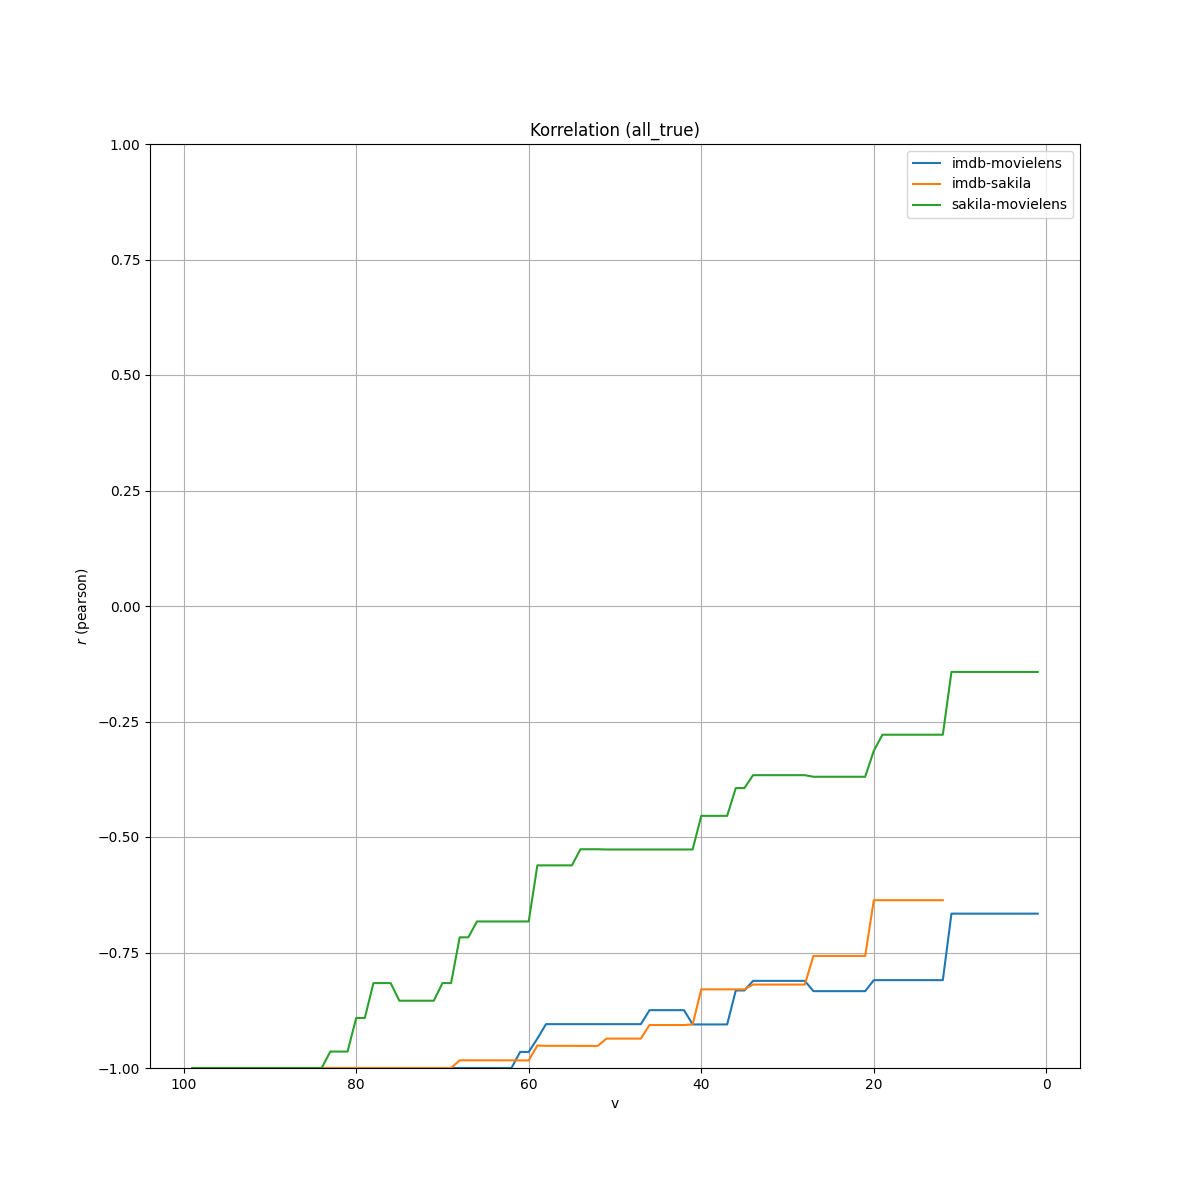 Korrelation (all_true)
imdb-movielens
imdb-sakila
sakila-movielens
1.00
0.75
0.50
0.25
0.00
−0.25
−0.50
−0.75
−1.00
r (pearson)
100 80 60 40 20 0
v